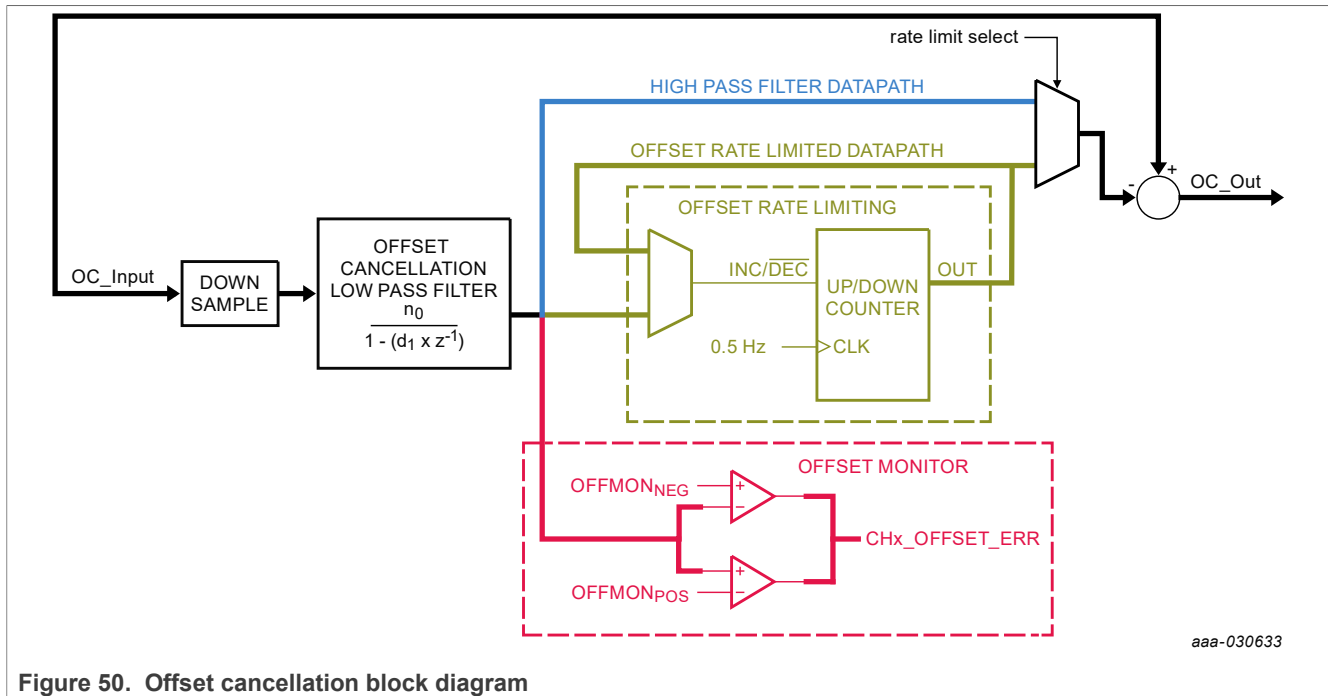 rate limit select
HIGH PASS FILTER DATAPATH
OFFSET RATE LIMITED DATAPATH
+
-
OC_Out
OFFSET RATE LIMITING
OC_Input
DOWN
SAMPLE
OFFSET
CANCELLATION
LOW PASS FILTER
n0
1 - (d1 x z-1)
INC/DEC
UP/DOWN
COUNTER
OUT
0.5 Hz
CLK
OFFSET MONITOR
OFFMONNEG
+
−
CHx_OFFSET_ERR
+
−
OFFMONPOS
aaa-030633
Figure 50. Offset cancellation block diagram